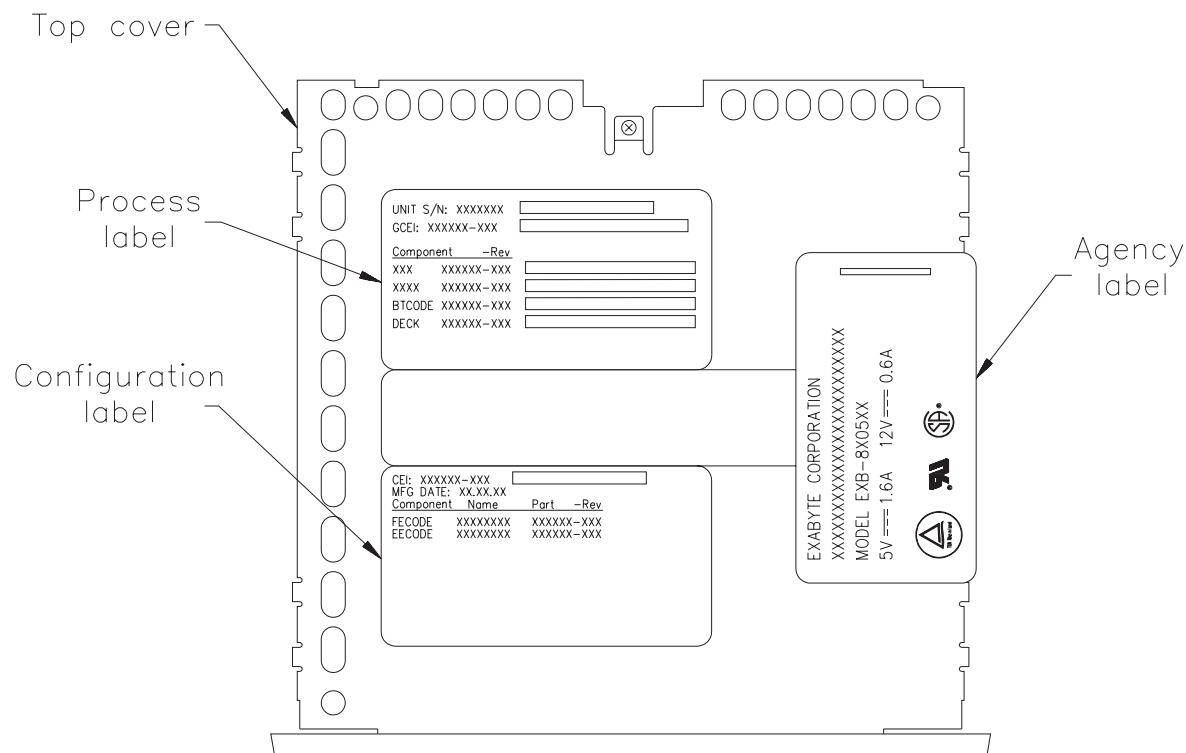 Top cover
Process
label
UNIT S/N: XXXXXXX
GCEI: XXXXXX-XXX
Component -Rev
XXX XXXXXX-XXX
XXXX XXXXXX-XXX
BTCODE XXXXXX-XXX
DECK XXXXXX-XXX
Configuration
label
CEI: XXXXXX-XXX
MFG DATE: XX.XX.XX
Component Name Part -Rev
FECODE XXXXXXXX XXXXXX-XXX
EECODE XXXXXXXX XXXXXX-XXX
Agency
label
EXABYTE CORPORATION
MODEL EXB-8X05XX
5V 1.6A 12V 0.6A